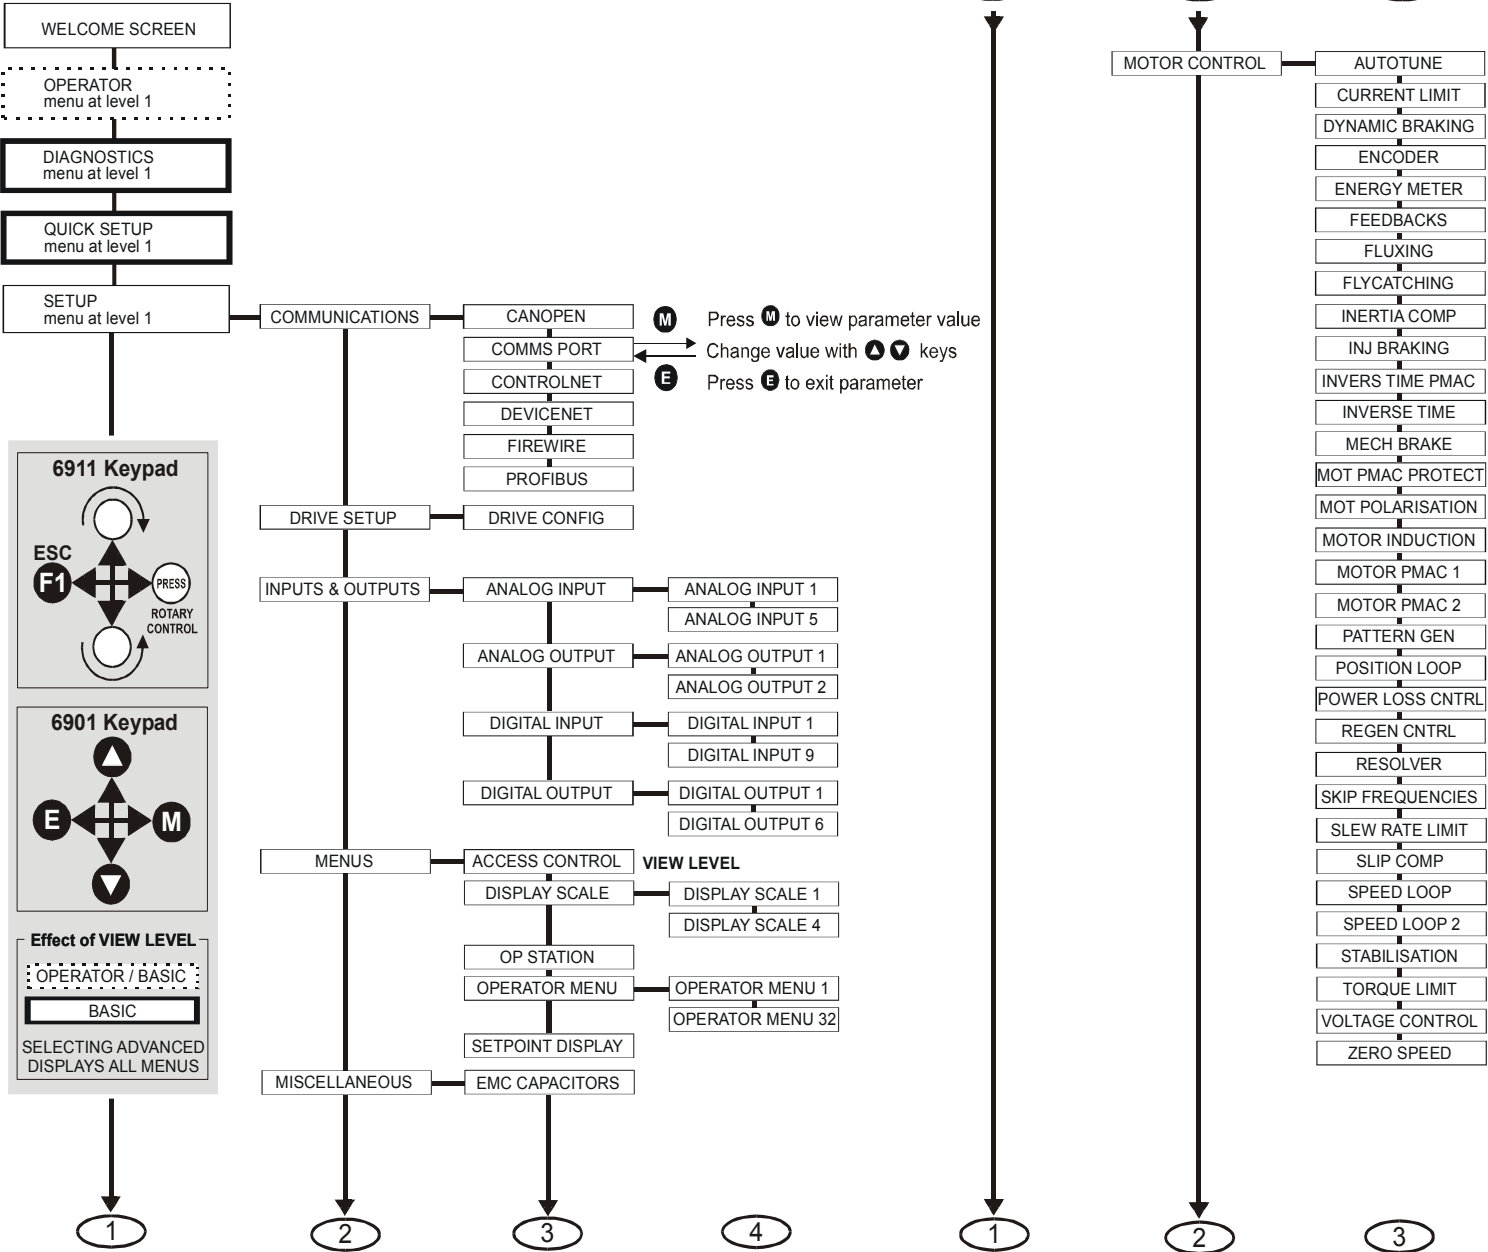 WELCOME SCREEN
OPERATOR
menu at level 1
DIAGNOSTICS
menu at level 1
QUICK SETUP
menu at level 1
SETUP
menu at level 1
6911 Keypad
ESC
F1
PRESS
ROTARY
CONTROL
6901 Keypad
E
M
Effect of VIEW LEVEL
OPERATOR / BASIC
BASIC
SELECTING ADVANCED
DISPLAYS ALL MENUS
1
COMMUNICATIONS
CANOPEN
COMMS PORT
CONTROLNET
DEVICENET
FIREWIRE
PROFIBUS
M Press M to view parameter value
Change value with keys
E Press E to exit parameter
DRIVE SETUP
DRIVE CONFIG
INPUTS & OUTPUTS
ANALOG INPUT
ANALOG INPUT 1
ANALOG INPUT 5
ANALOG OUTPUT
ANALOG OUTPUT 1
ANALOG OUTPUT 2
DIGITAL INPUT
DIGITAL INPUT 1
DIGITAL INPUT 9
DIGITAL OUTPUT
DIGITAL OUTPUT 1
DIGITAL OUTPUT 6
MENUS
ACCESS CONTROL
VIEW LEVEL
DISPLAY SCALE
DISPLAY SCALE 1
DISPLAY SCALE 4
OP STATION
OPERATOR MENU
OPERATOR MENU 1
OPERATOR MENU 32
SETPOINT DISPLAY
MISCELLANEOUS
EMC CAPACITORS
2
3
4
1
MOTOR CONTROL
AUTOTUNE
CURRENT LIMIT
DYNAMIC BRAKING
ENCODER
ENERGY METER
FEEDBACKS
FLUXING
FLYCATCHING
INERTIA COMP
INJ BRAKING
INVERS TIME PMAC
INVERSE TIME
MECH BRAKE
MOT PMAC PROTECT
MOT POLARISATION
MOTOR INDUCTION
MOTOR PMAC 1
MOTOR PMAC 2
PATTERN GEN
POSITION LOOP
POWER LOSS CNTRL
REGEN CNTRL
RESOLVER
SKIP FREQUENCIES
SLEW RATE LIMIT
SLIP COMP
SPEED LOOP
SPEED LOOP 2
STABILISATION
TORQUE LIMIT
VOLTAGE CONTROL
ZERO SPEED
2
3